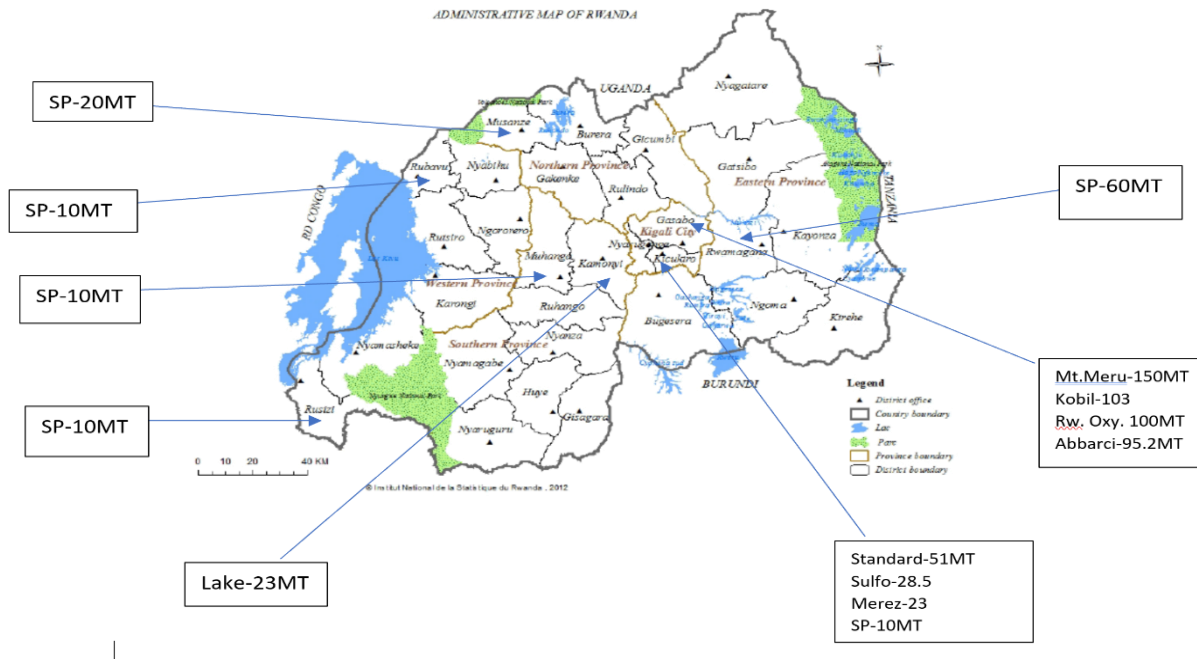 ADMINISTRATIVE MAP OF RWANDA
N
UGANDA
Nyagatare
SP-20MT
Musanze
Burera
Gicumbi
Gatsibo
Rubavu
Nyabihu
Northern Province
Gakenke
Eastern Province
TANZANIA
SP-60MT
SP-10MT
RD CONGO
Rulindo
Gasabo
Kigali City
Kayonza
Rutsiro
Ngororero
Rwamagana
Kicukiro
Muhanga
Kamonyi
SP-10MT
Western Province
Karongi
Ruhango
Bugesera
Ngoma
Kirehe
Nyanza
Southern Province
Nyamasheke
Nyamagabe
BURUNDI
Huye
Gisagara
Rusizi
Nyaruguru
SP-10MT
0 20 40 KM
© Institut National de la Statistique du Rwanda , 2012
Legend
District office
Country boundary
Lac
Parc
Province boundary
District boundary
Mt.Meru-150MT
Kobil-103
Rw. Oxy. 100MT
Abbarci-95.2MT
Lake-23MT
Standard-51MT
Sulfo-28.5
Merez-23
SP-10MT